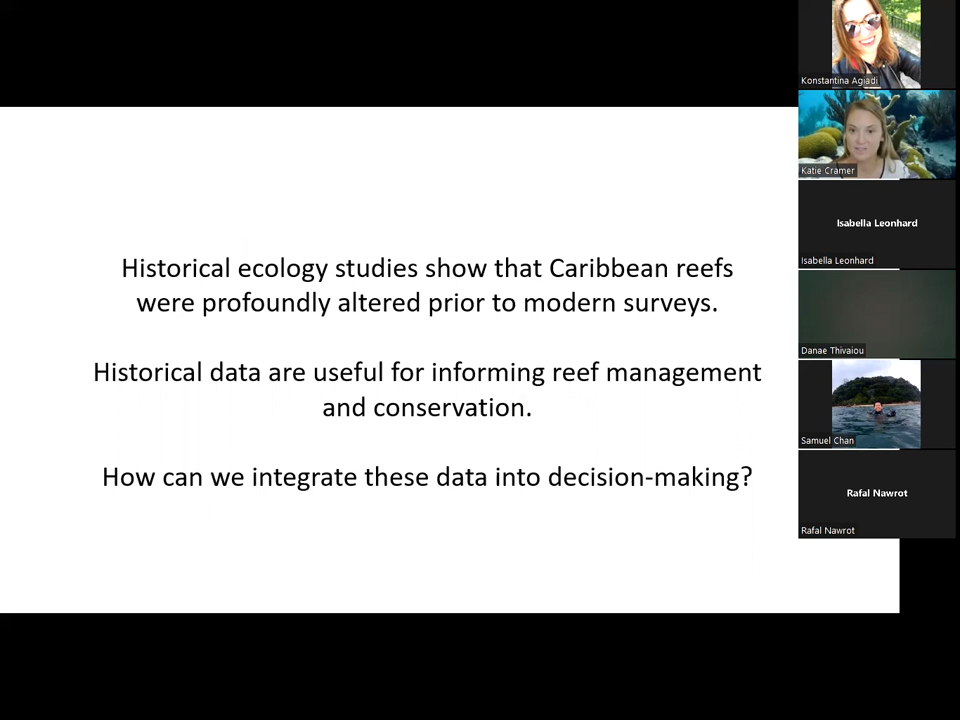 Historical ecology studies show that Caribbean reefs
were profoundly altered prior to modern surveys.
Historical data are useful for informing reef management
and conservation.
How can we integrate these data into decision-making?
Konstantina Agiadi
Katie Cramer
Isabella Leonhard
Isabella Leonhard
Danae Thivaiou
Samuel Chan
Rafal Nawrot
Rafal Nawrot